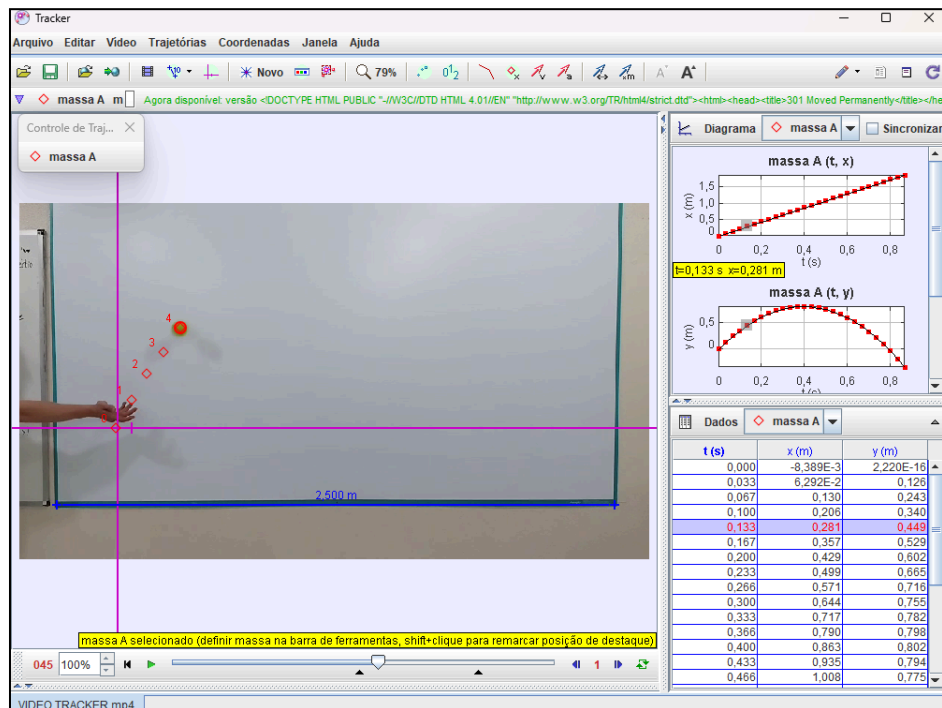 Tracker
Arquivo Editar Vídeo Trajetórias Coordenadas Janela Ajuda
Novo 79%
massa A m Agora disponível: versão <!DOCTYPE HTML PUBLIC "-//W3C//DTD HTML 4.01//EN" "http://www.w3.org/TR/html4/strict.dtd"><html><head><title>301 Moved Permanently</title></he
Controle de Traj...
massa A
Diagrama massa A Sincronizar
massa A (t, x)
x (m)
1,5
1,0
0,5
0
0 0,2 0,4 0,6 0,8
t (s)
t=0,133 s x=0,281 m
massa A (t, y)
y (m)
0,5
0
0 0,2 0,4 0,6 0,8
t (s)
4
3
2
1
2,500 m
Dados massa A
t (s) x (m) y (m)
0,000 -8,389E-3 2,220E-16
0,033 6,292E-2 0,126
0,067 0,130 0,243
0,100 0,206 0,340
0,133 0,281 0,449
0,167 0,357 0,529
0,200 0,429 0,602
0,233 0,499 0,665
0,266 0,571 0,716
0,300 0,644 0,755
0,333 0,717 0,782
0,366 0,790 0,798
0,400 0,863 0,802
0,433 0,935 0,794
0,466 1,008 0,775
massa A selecionado (definir massa na barra de ferramentas, shift+clique para remarcar posição de destaque)
045 100% 1
VIDEO TRACKER.mp4